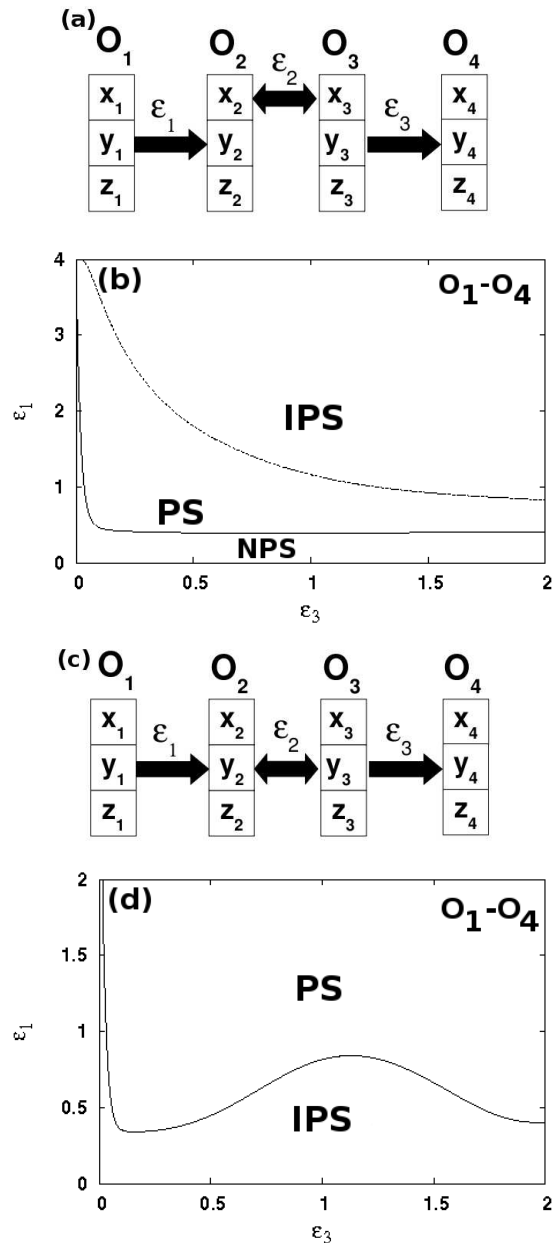 (a)
O₁ O₂ O₃ O₄
ε₁ ε₂ ε₃
x₁ x₂ x₃ x₄
y₁ y₂ y₃ y₄
z₁ z₂ z₃ z₄
(b) O₁-O₄
4
3
2
1
0
ε₁
IPS
PS
NPS
0 0.5 1 1.5 2
ε₃
(c)
O₁ O₂ O₃ O₄
ε₁ ε₂ ε₃
x₁ x₂ x₃ x₄
y₁ y₂ y₃ y₄
z₁ z₂ z₃ z₄
(d) O₁-O₄
2
1.5
1
0.5
0
ε₁
PS
IPS
0 0.5 1 1.5 2
ε₃